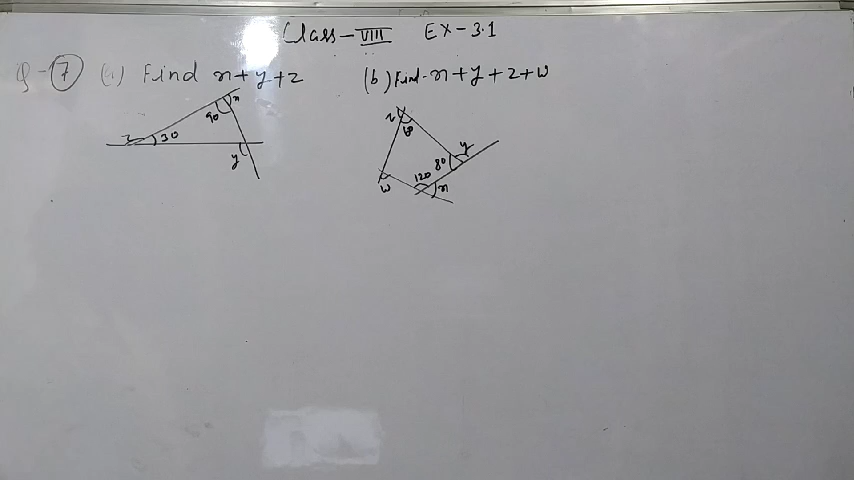 Class-VIII EX-3.1
Q-7 (a) Find x+y+z (b) Find x+y+z+w
90 x
z 30
y
z 60
y
80
120
w x